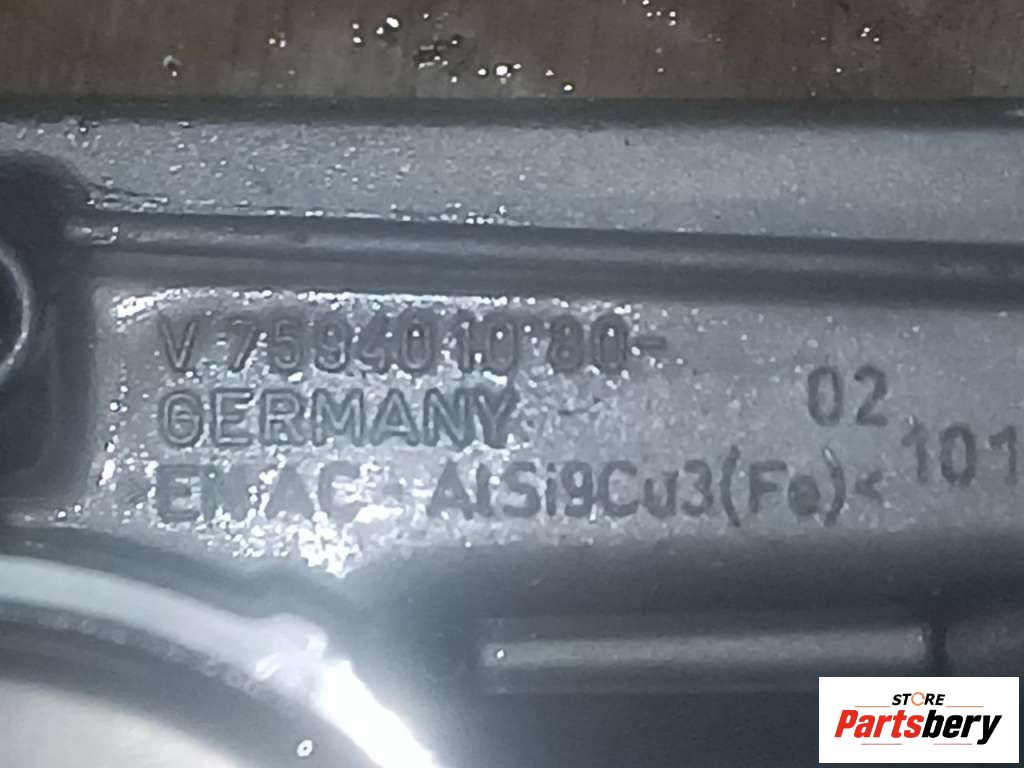 V.7594010'80-
GERMANY
02
101
>EN AC-AlSi9Cu3(Fe)<
STORE
Partsbery